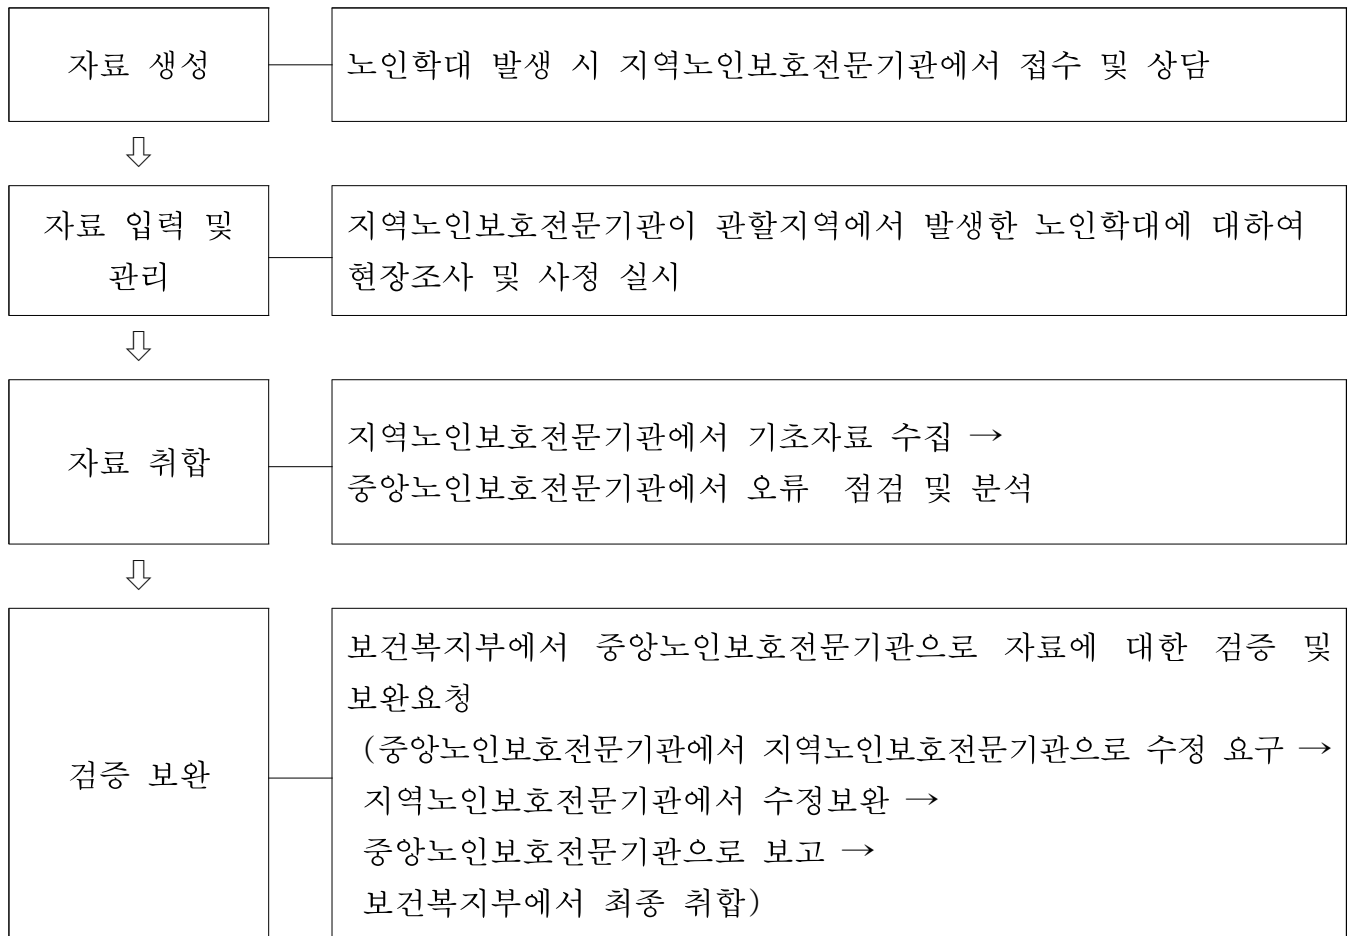 자료 생성
노인학대 발생 시 지역노인보호전문기관에서 접수 및 상담
⇩
자료 입력 및
관리
지역노인보호전문기관이 관할지역에서 발생한 노인학대에 대하여
현장조사 및 사정 실시
⇩
자료 취합
지역노인보호전문기관에서 기초자료 수집 →
중앙노인보호전문기관에서 오류 점검 및 분석
⇩
검증 보완
보건복지부에서 중앙노인보호전문기관으로 자료에 대한 검증 및
보완요청
(중앙노인보호전문기관에서 지역노인보호전문기관으로 수정 요구 →
지역노인보호전문기관에서 수정보완 →
중앙노인보호전문기관으로 보고 →
보건복지부에서 최종 취합)